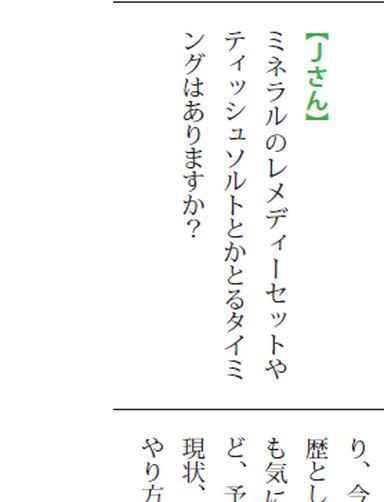 【Jさん】
ミネラルのレメディーセットや
ティッシュソルトとかとるタイミ
ングはありますか？
り、今
歴とし
も気に
ど、予
現状、
やり方